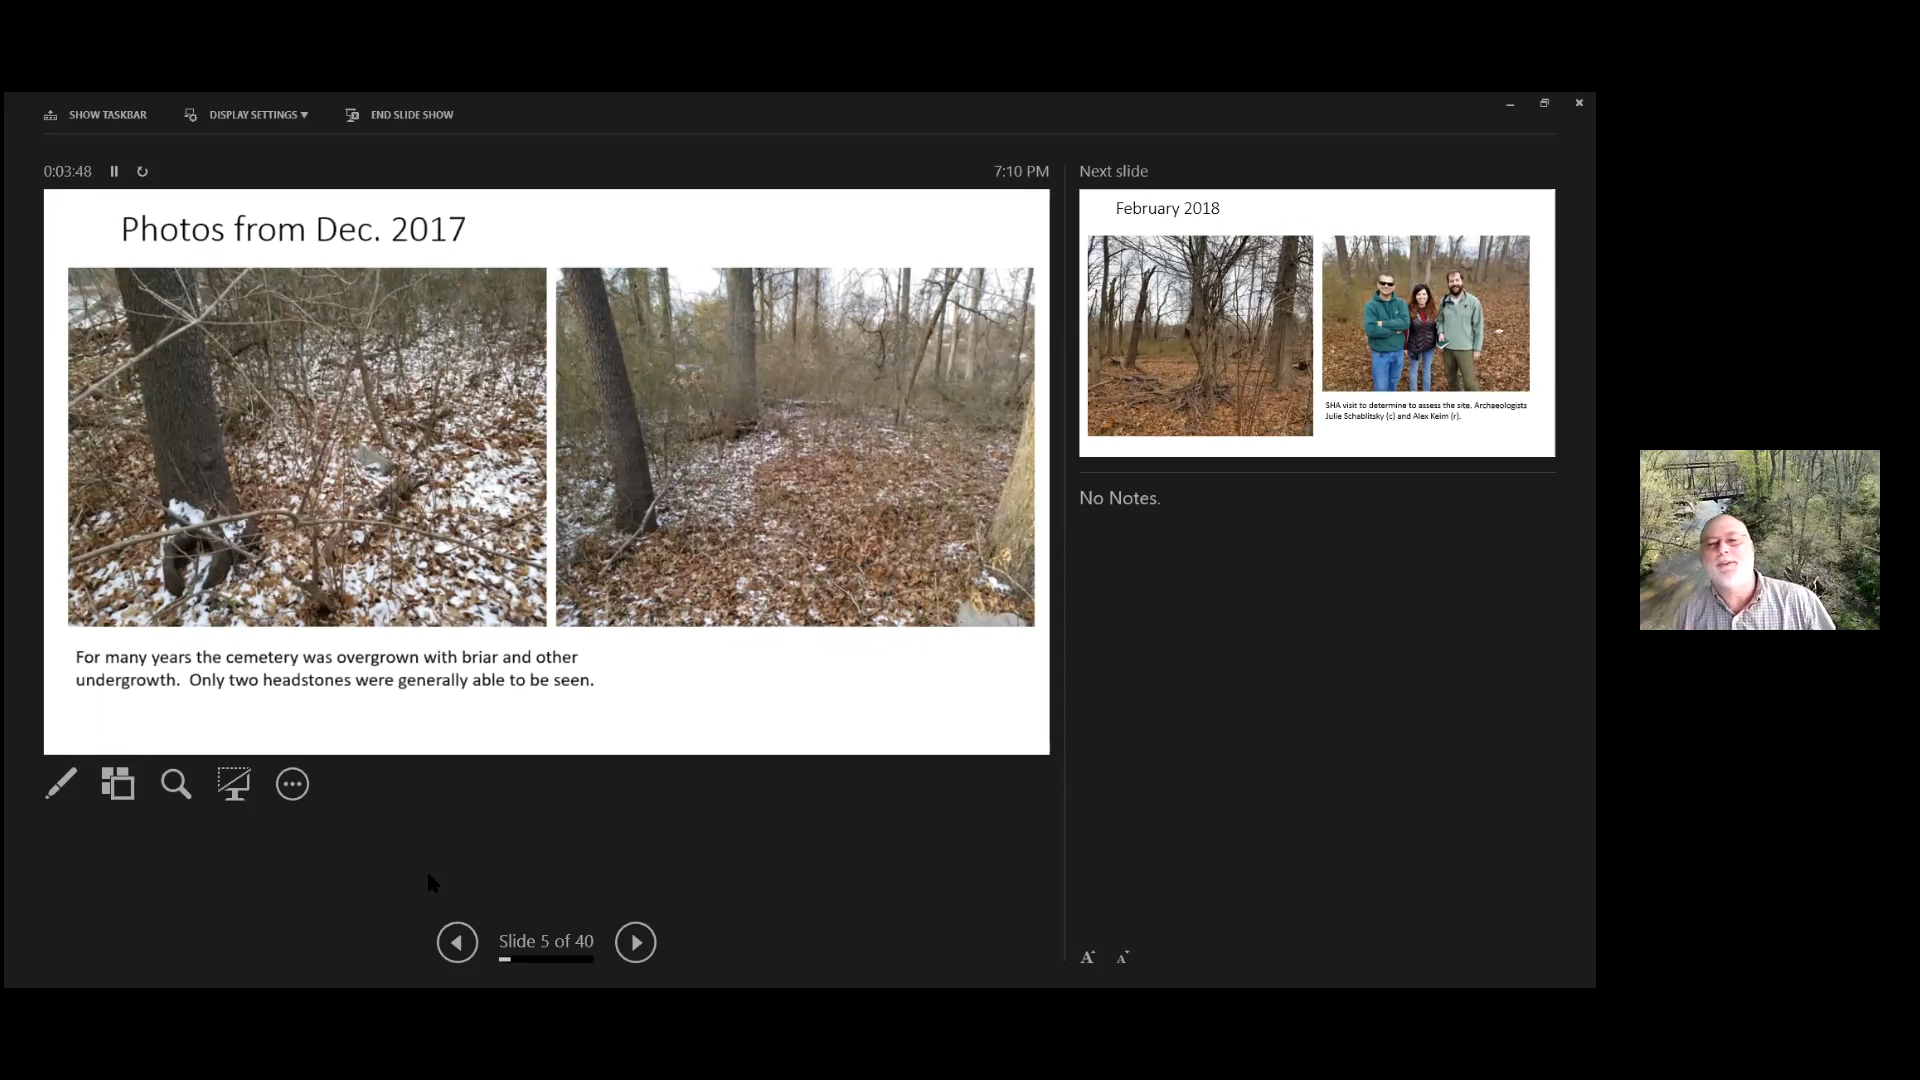 SHOW TASKBAR
DISPLAY SETTINGS ▾
END SLIDE SHOW
0:03:48
7:10 PM
Photos from Dec. 2017
For many years the cemetery was overgrown with briar and other
undergrowth. Only two headstones were generally able to be seen.
Slide 5 of 40
Next slide
February 2018
SHA visit to determine to assess the site. Archaeologists
Julie Schablitsky (c) and Alex Keim (r).
No Notes.
A A